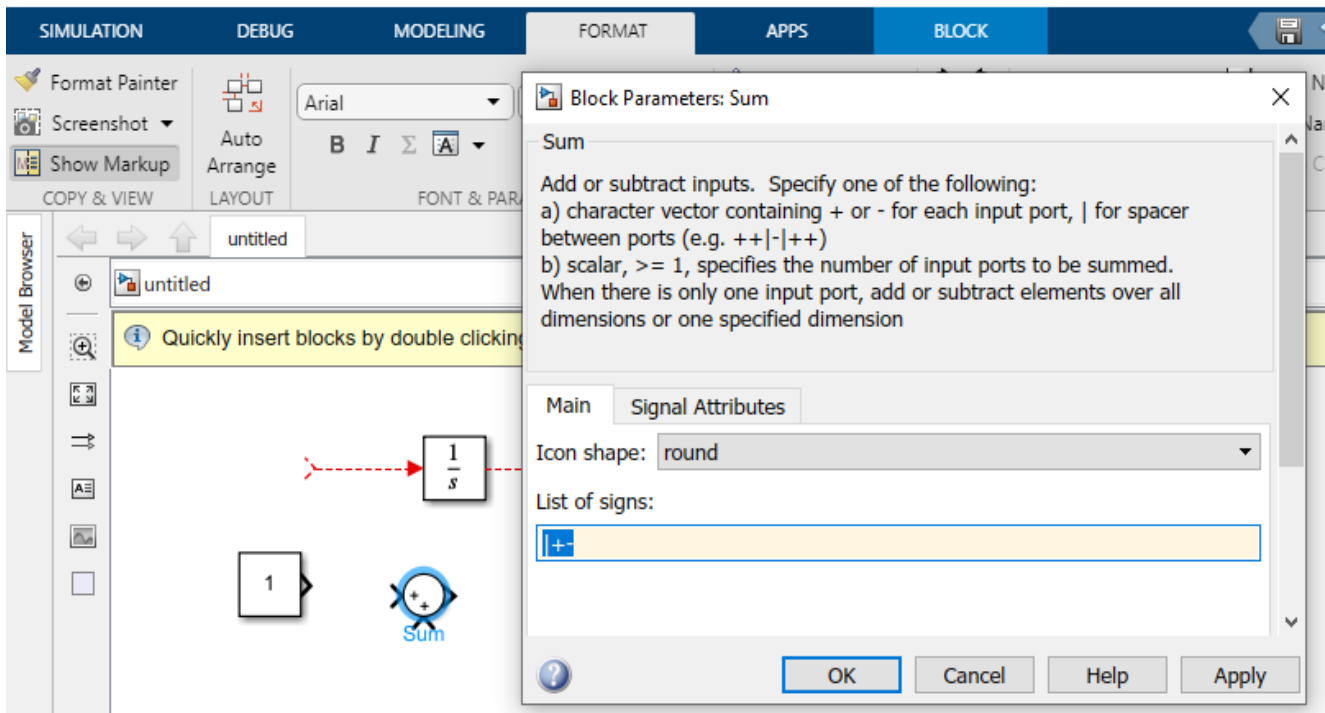 SIMULATION DEBUG MODELING FORMAT APPS BLOCK
Format Painter
Screenshot
Show Markup
COPY & VIEW
Auto
Arrange
LAYOUT
Arial
B I Σ A
FONT & PAR
Model Browser
untitled
untitled
Quickly insert blocks by double clicking
1
s
1
+
+
Sum
Block Parameters: Sum
Sum
Add or subtract inputs. Specify one of the following:
a) character vector containing + or - for each input port, | for spacer
between ports (e.g. ++|-|++)
b) scalar, >= 1, specifies the number of input ports to be summed.
When there is only one input port, add or subtract elements over all
dimensions or one specified dimension
Main Signal Attributes
Icon shape: round
List of signs:
|+-
OK Cancel Help Apply